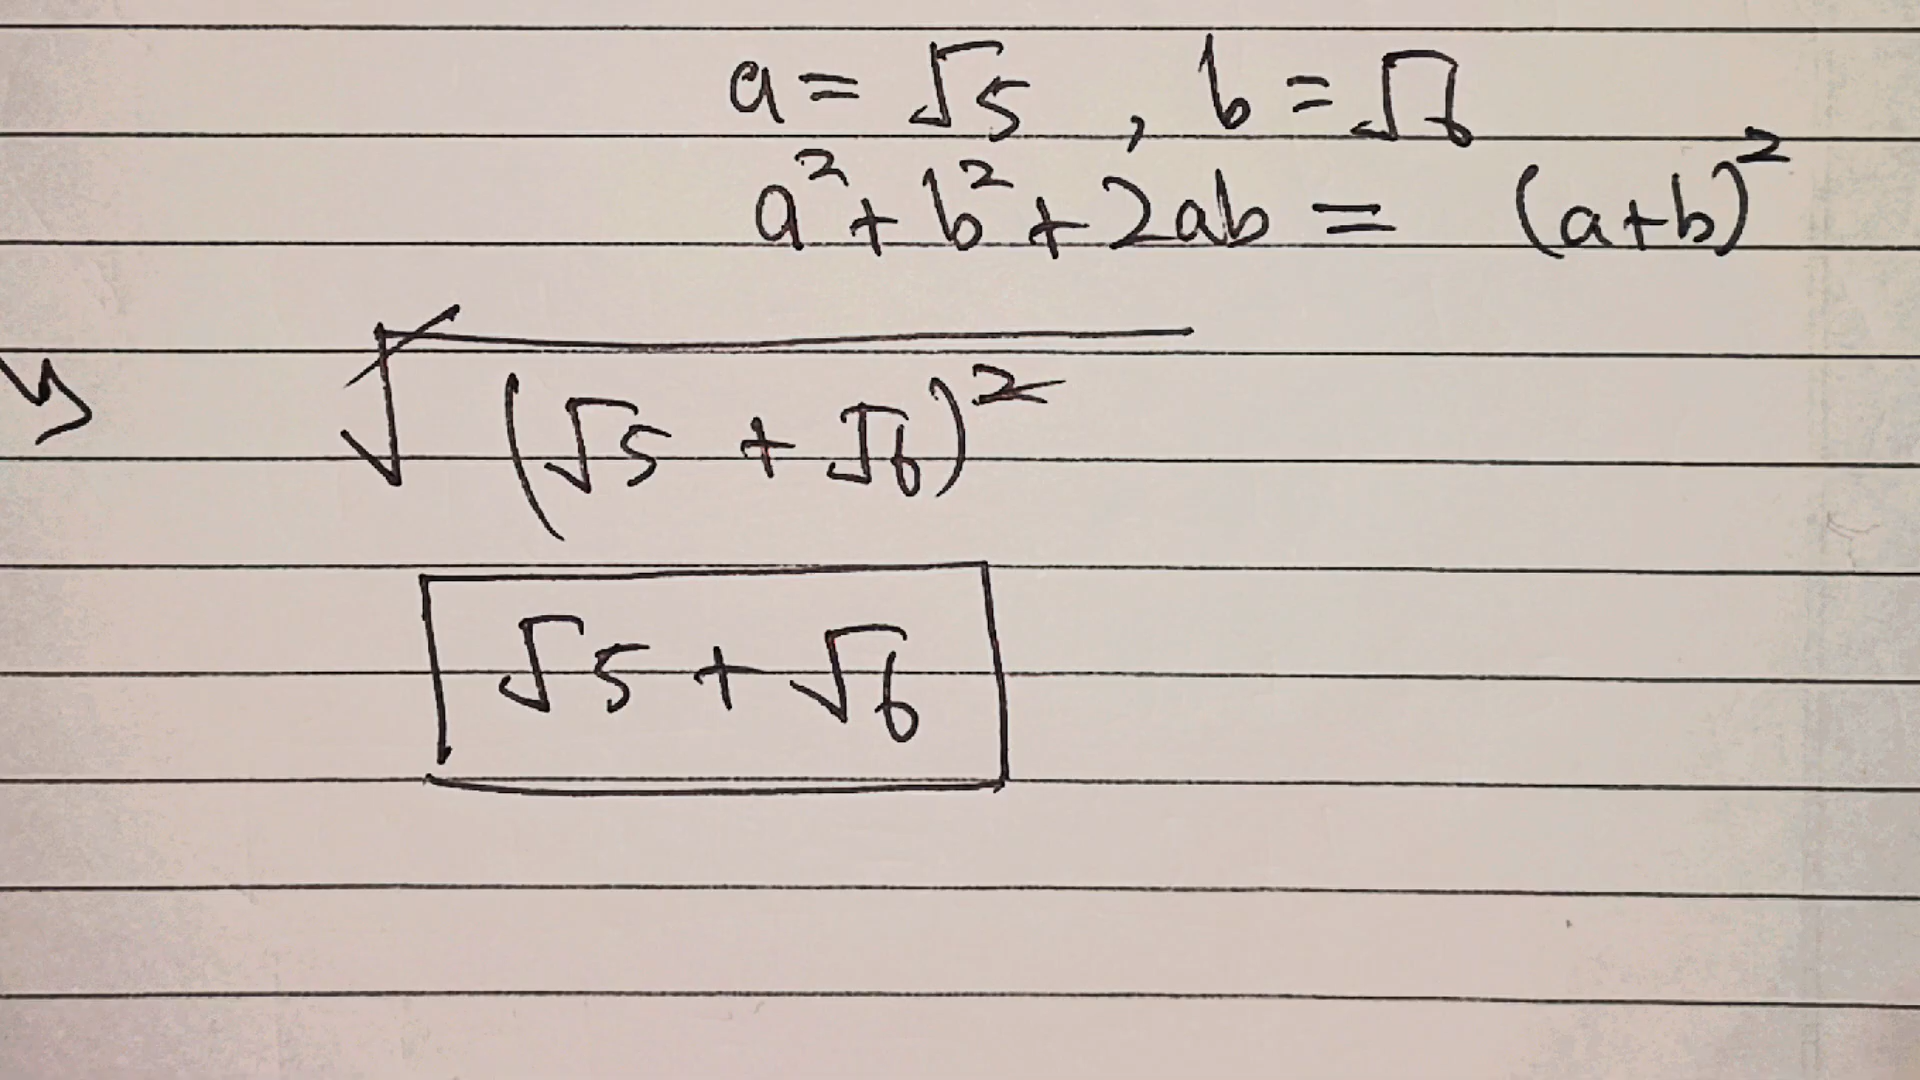 a = √5 , b = √6
a² + b² + 2ab = (a+b)²
√(√5 + √6)²
√5 + √6